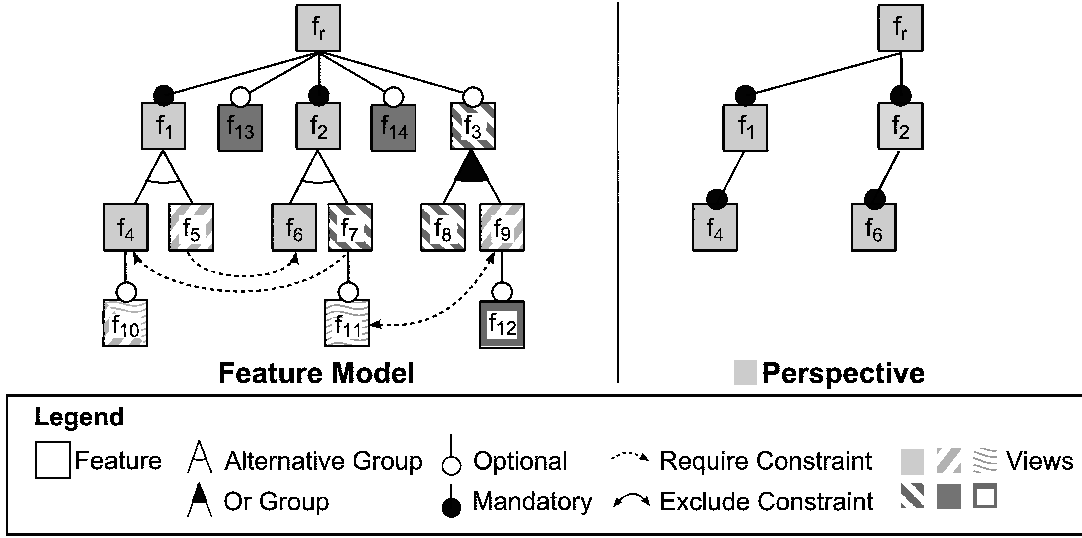 fr fr
f1 f13 f2 f14 f3 f1 f2
f4 f5 f6 f7 f8 f9 f4 f6
f10 f11 f12
Feature Model Perspective
Legend
Feature Alternative Group Optional Require Constraint Views
Or Group Mandatory Exclude Constraint